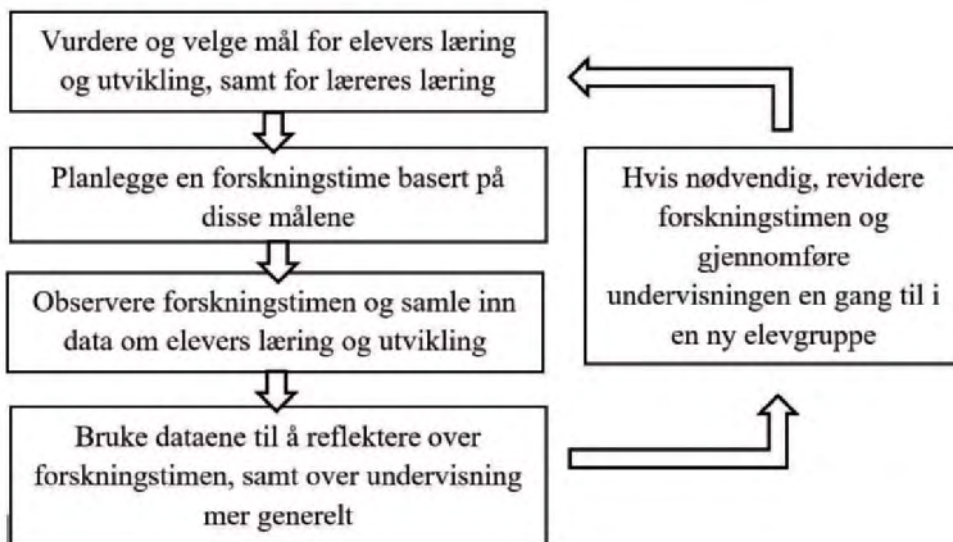 Vurdere og velge mål for elevers læring
og utvikling, samt for læreres læring
Planlegge en forskningstime basert på
disse målene
Observere forskningstimen og samle inn
data om elevers læring og utvikling
Bruke dataene til å reflektere over
forskningstimen, samt over undervisning
mer generelt
Hvis nødvendig, revidere
forskningstimen og
gjennomføre
undervisningen en gang til i
en ny elevgruppe